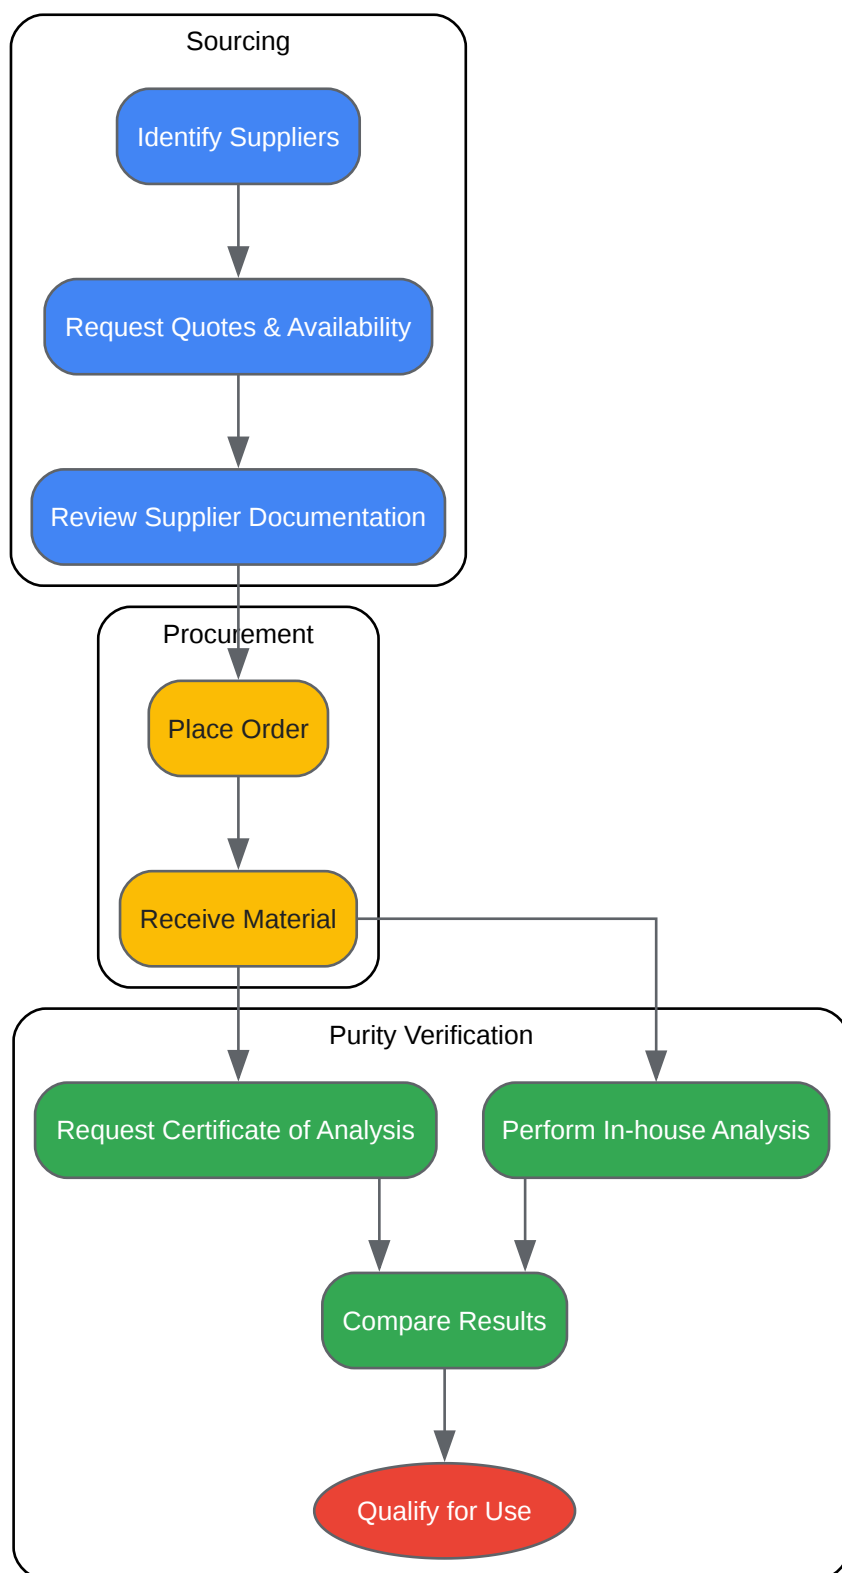 Sourcing
Identify Suppliers
Request Quotes & Availability
Review Supplier Documentation
Procurement
Place Order
Receive Material
Purity Verification
Request Certificate of Analysis
Perform In-house Analysis
Compare Results
Qualify for Use